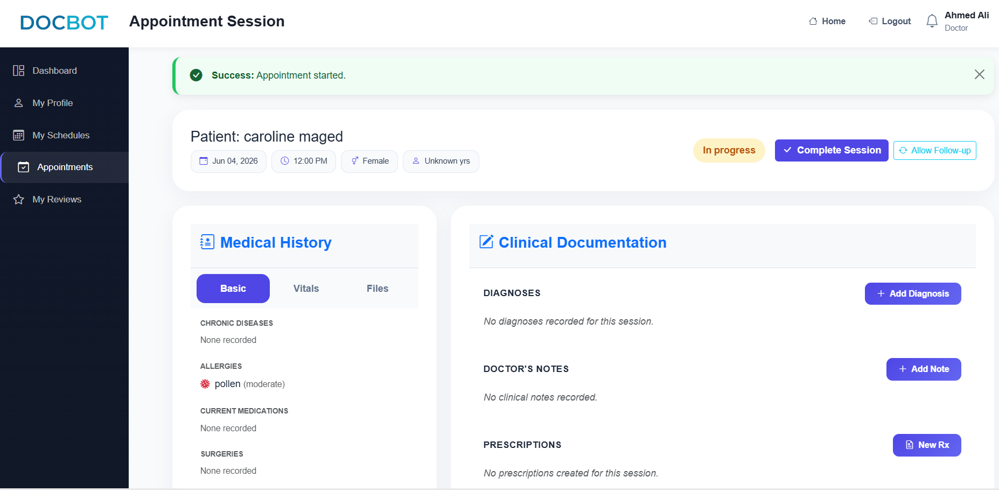 DOCBOT
Appointment Session
Home
Logout
Ahmed Ali
Doctor
Dashboard
My Profile
My Schedules
Appointments
My Reviews
Success: Appointment started.
Patient: caroline maged
Jun 04, 2026
12:00 PM
Female
Unknown yrs
In progress
Complete Session
Allow Follow-up
Medical History
Basic
Vitals
Files
CHRONIC DISEASES
None recorded
ALLERGIES
pollen (moderate)
CURRENT MEDICATIONS
None recorded
SURGERIES
None recorded
Clinical Documentation
DIAGNOSES
Add Diagnosis
No diagnoses recorded for this session.
DOCTOR'S NOTES
Add Note
No clinical notes recorded.
PRESCRIPTIONS
New Rx
No prescriptions created for this session.